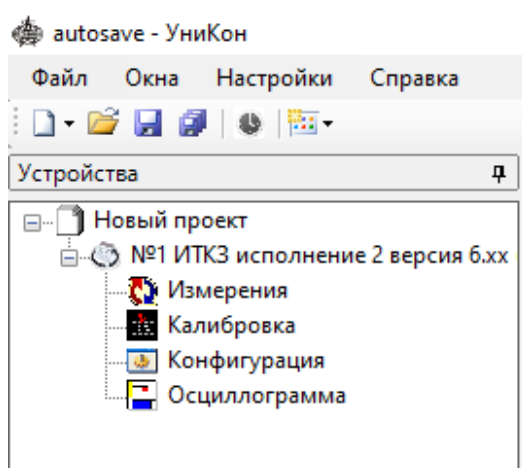 autosave - УниКон
Файл Окна Настройки Справка
Устройства
Новый проект
№1 ИТКЗ исполнение 2 версия 6.xx
Измерения
Калибровка
Конфигурация
Осциллограмма